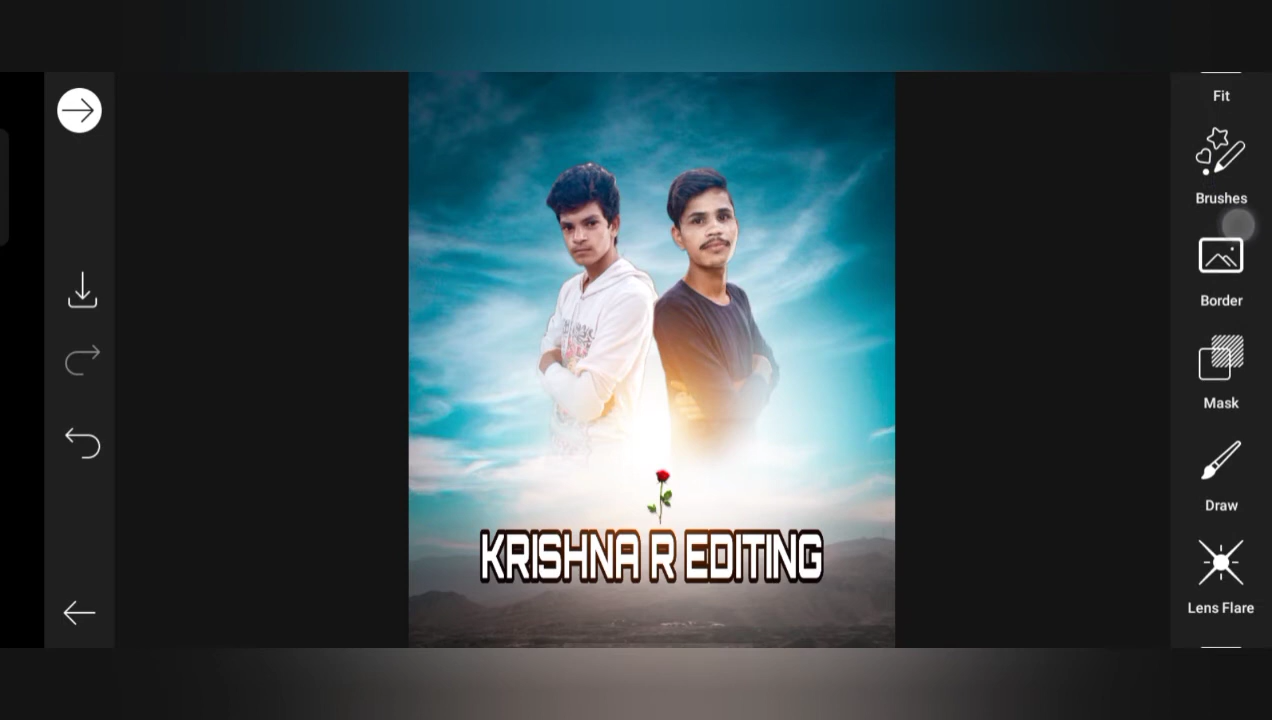 Fit
Brushes
Border
Mask
Draw
Lens Flare
KRISHNA R EDITING